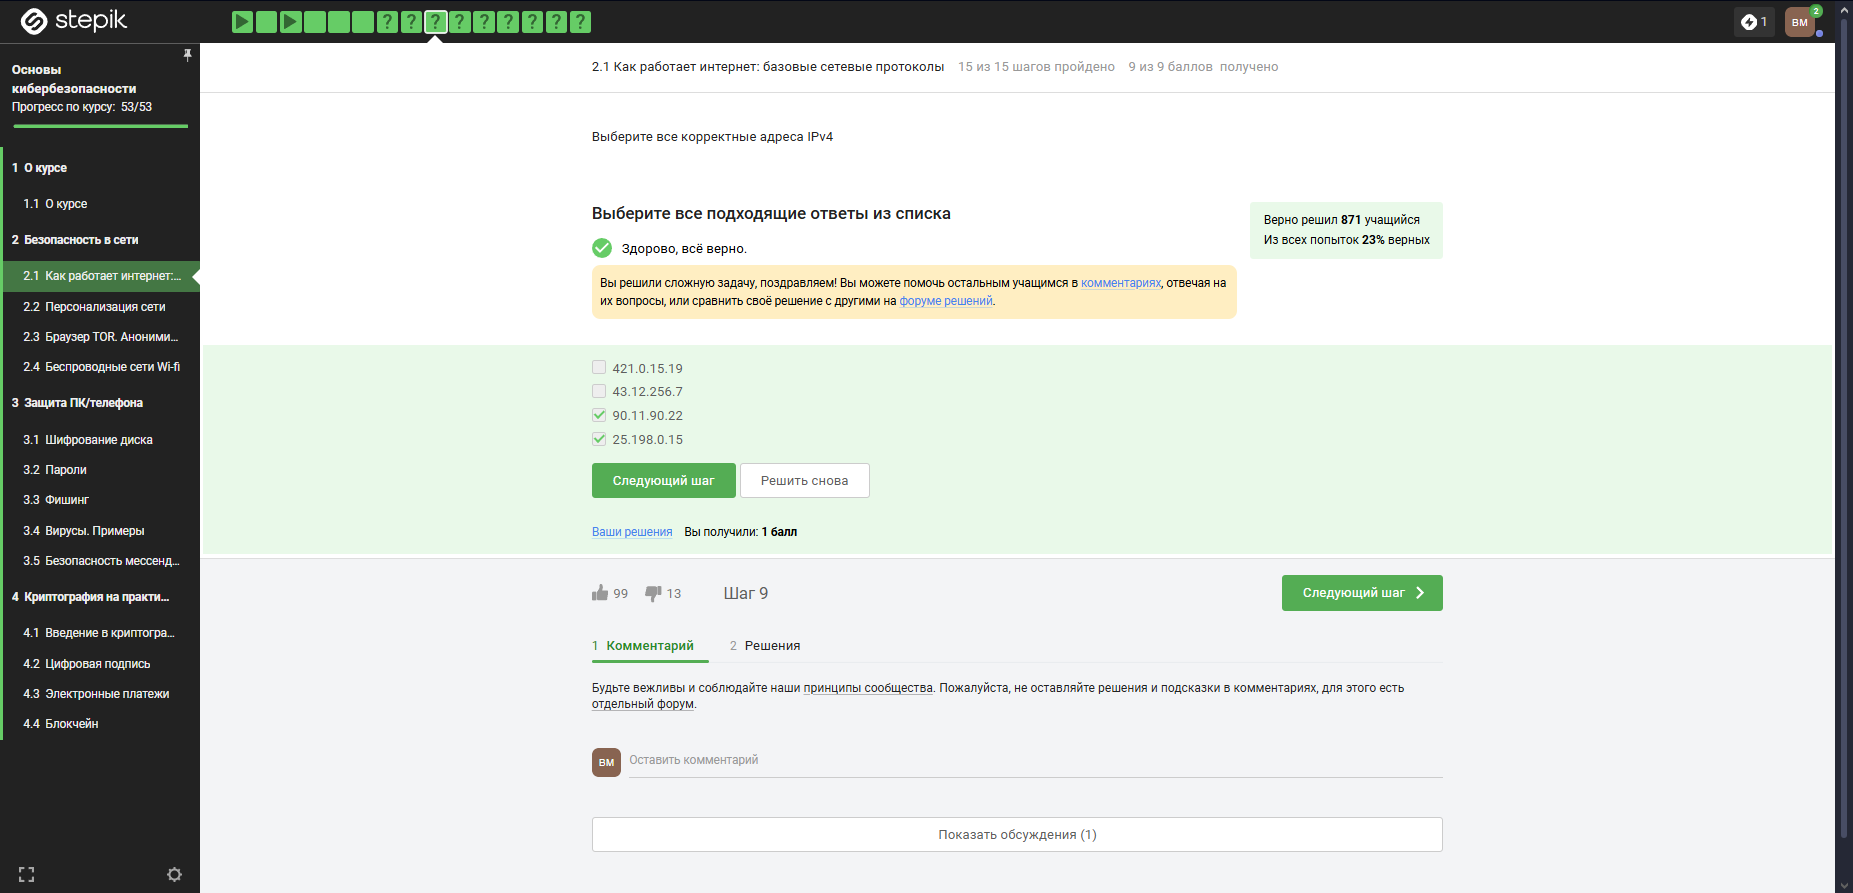 stepik
? ? ? ? ? ? ? ? ?
1
ВМ
2
Основы
кибербезопасности
Прогресс по курсу: 53/53
1 О курсе
1.1 О курсе
2 Безопасность в сети
2.1 Как работает интернет:...
2.2 Персонализация сети
2.3 Браузер TOR. Аноними...
2.4 Беспроводные сети Wi-fi
3 Защита ПК/телефона
3.1 Шифрование диска
3.2 Пароли
3.3 Фишинг
3.4 Вирусы. Примеры
3.5 Безопасность мессенд...
4 Криптография на практи...
4.1 Введение в криптогра...
4.2 Цифровая подпись
4.3 Электронные платежи
4.4 Блокчейн
2.1 Как работает интернет: базовые сетевые протоколы 15 из 15 шагов пройдено 9 из 9 баллов получено
Выберите все корректные адреса IPv4
Выберите все подходящие ответы из списка
Здорово, всё верно.
Верно решил 871 учащийся
Из всех попыток 23% верных
Вы решили сложную задачу, поздравляем! Вы можете помочь остальным учащимся в комментариях, отвечая на
их вопросы, или сравнить своё решение с другими на форуме решений.
421.0.15.19
43.12.256.7
90.11.90.22
25.198.0.15
Следующий шаг Решить снова
Ваши решения Вы получили: 1 балл
99 13 Шаг 9 Следующий шаг
1 Комментарий 2 Решения
Будьте вежливы и соблюдайте наши принципы сообщества. Пожалуйста, не оставляйте решения и подсказки в комментариях, для этого есть
отдельный форум.
ВМ Оставить комментарий
Показать обсуждения (1)